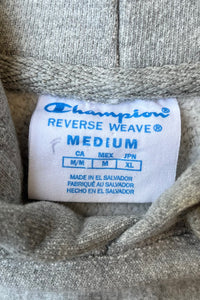 Champion
REVERSE WEAVE®
MEDIUM
CA MEX JPN
M/M M XL
MADE IN EL SALVADOR
FABRIQUÉ AU SALVADOR
HECHO EN EL SALVADOR